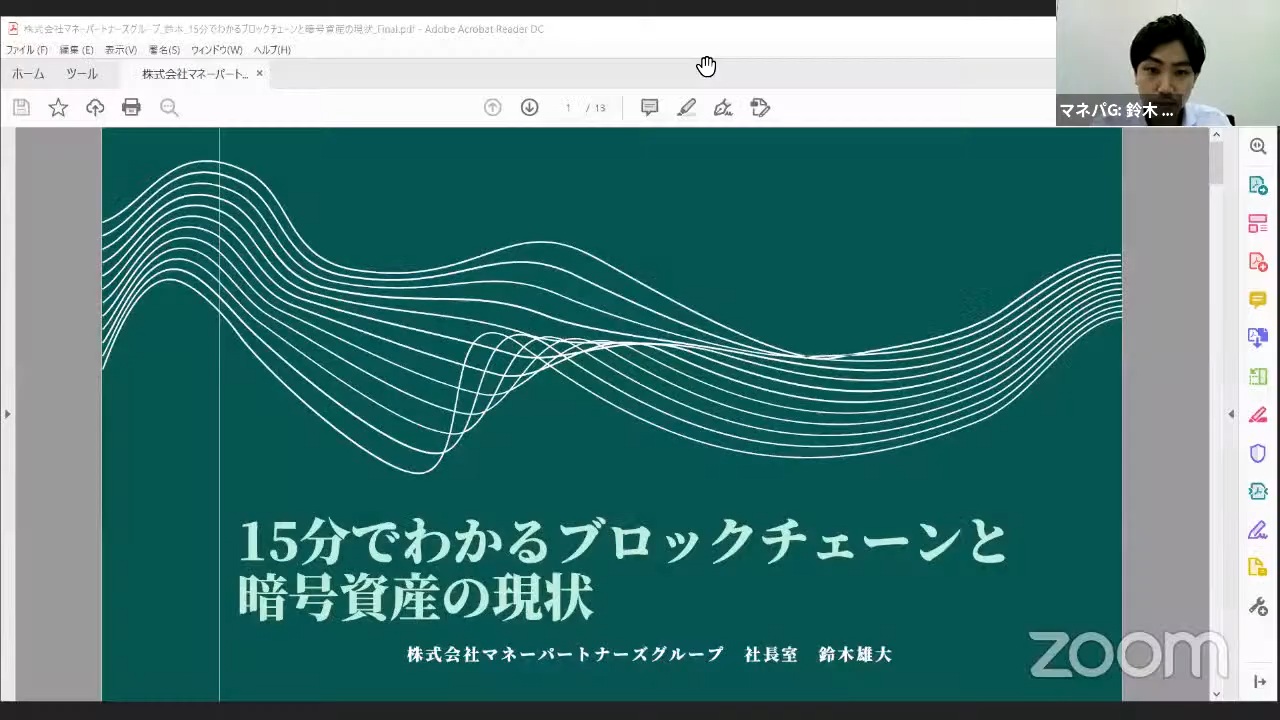 株式会社マネーパートナーズグループ_鈴木_15分でわかるブロックチェーンと暗号資産の現状_Final.pdf - Adobe Acrobat Reader DC
ファイル(F) 編集(E) 表示(V) 署名(S) ウィンドウ(W) ヘルプ(H)
ホーム ツール 株式会社マネーパート... ×
1 / 13
マネパG: 鈴木 ...
15分でわかるブロックチェーンと
暗号資産の現状
株式会社マネーパートナーズグループ 社長室 鈴木雄大
zoom